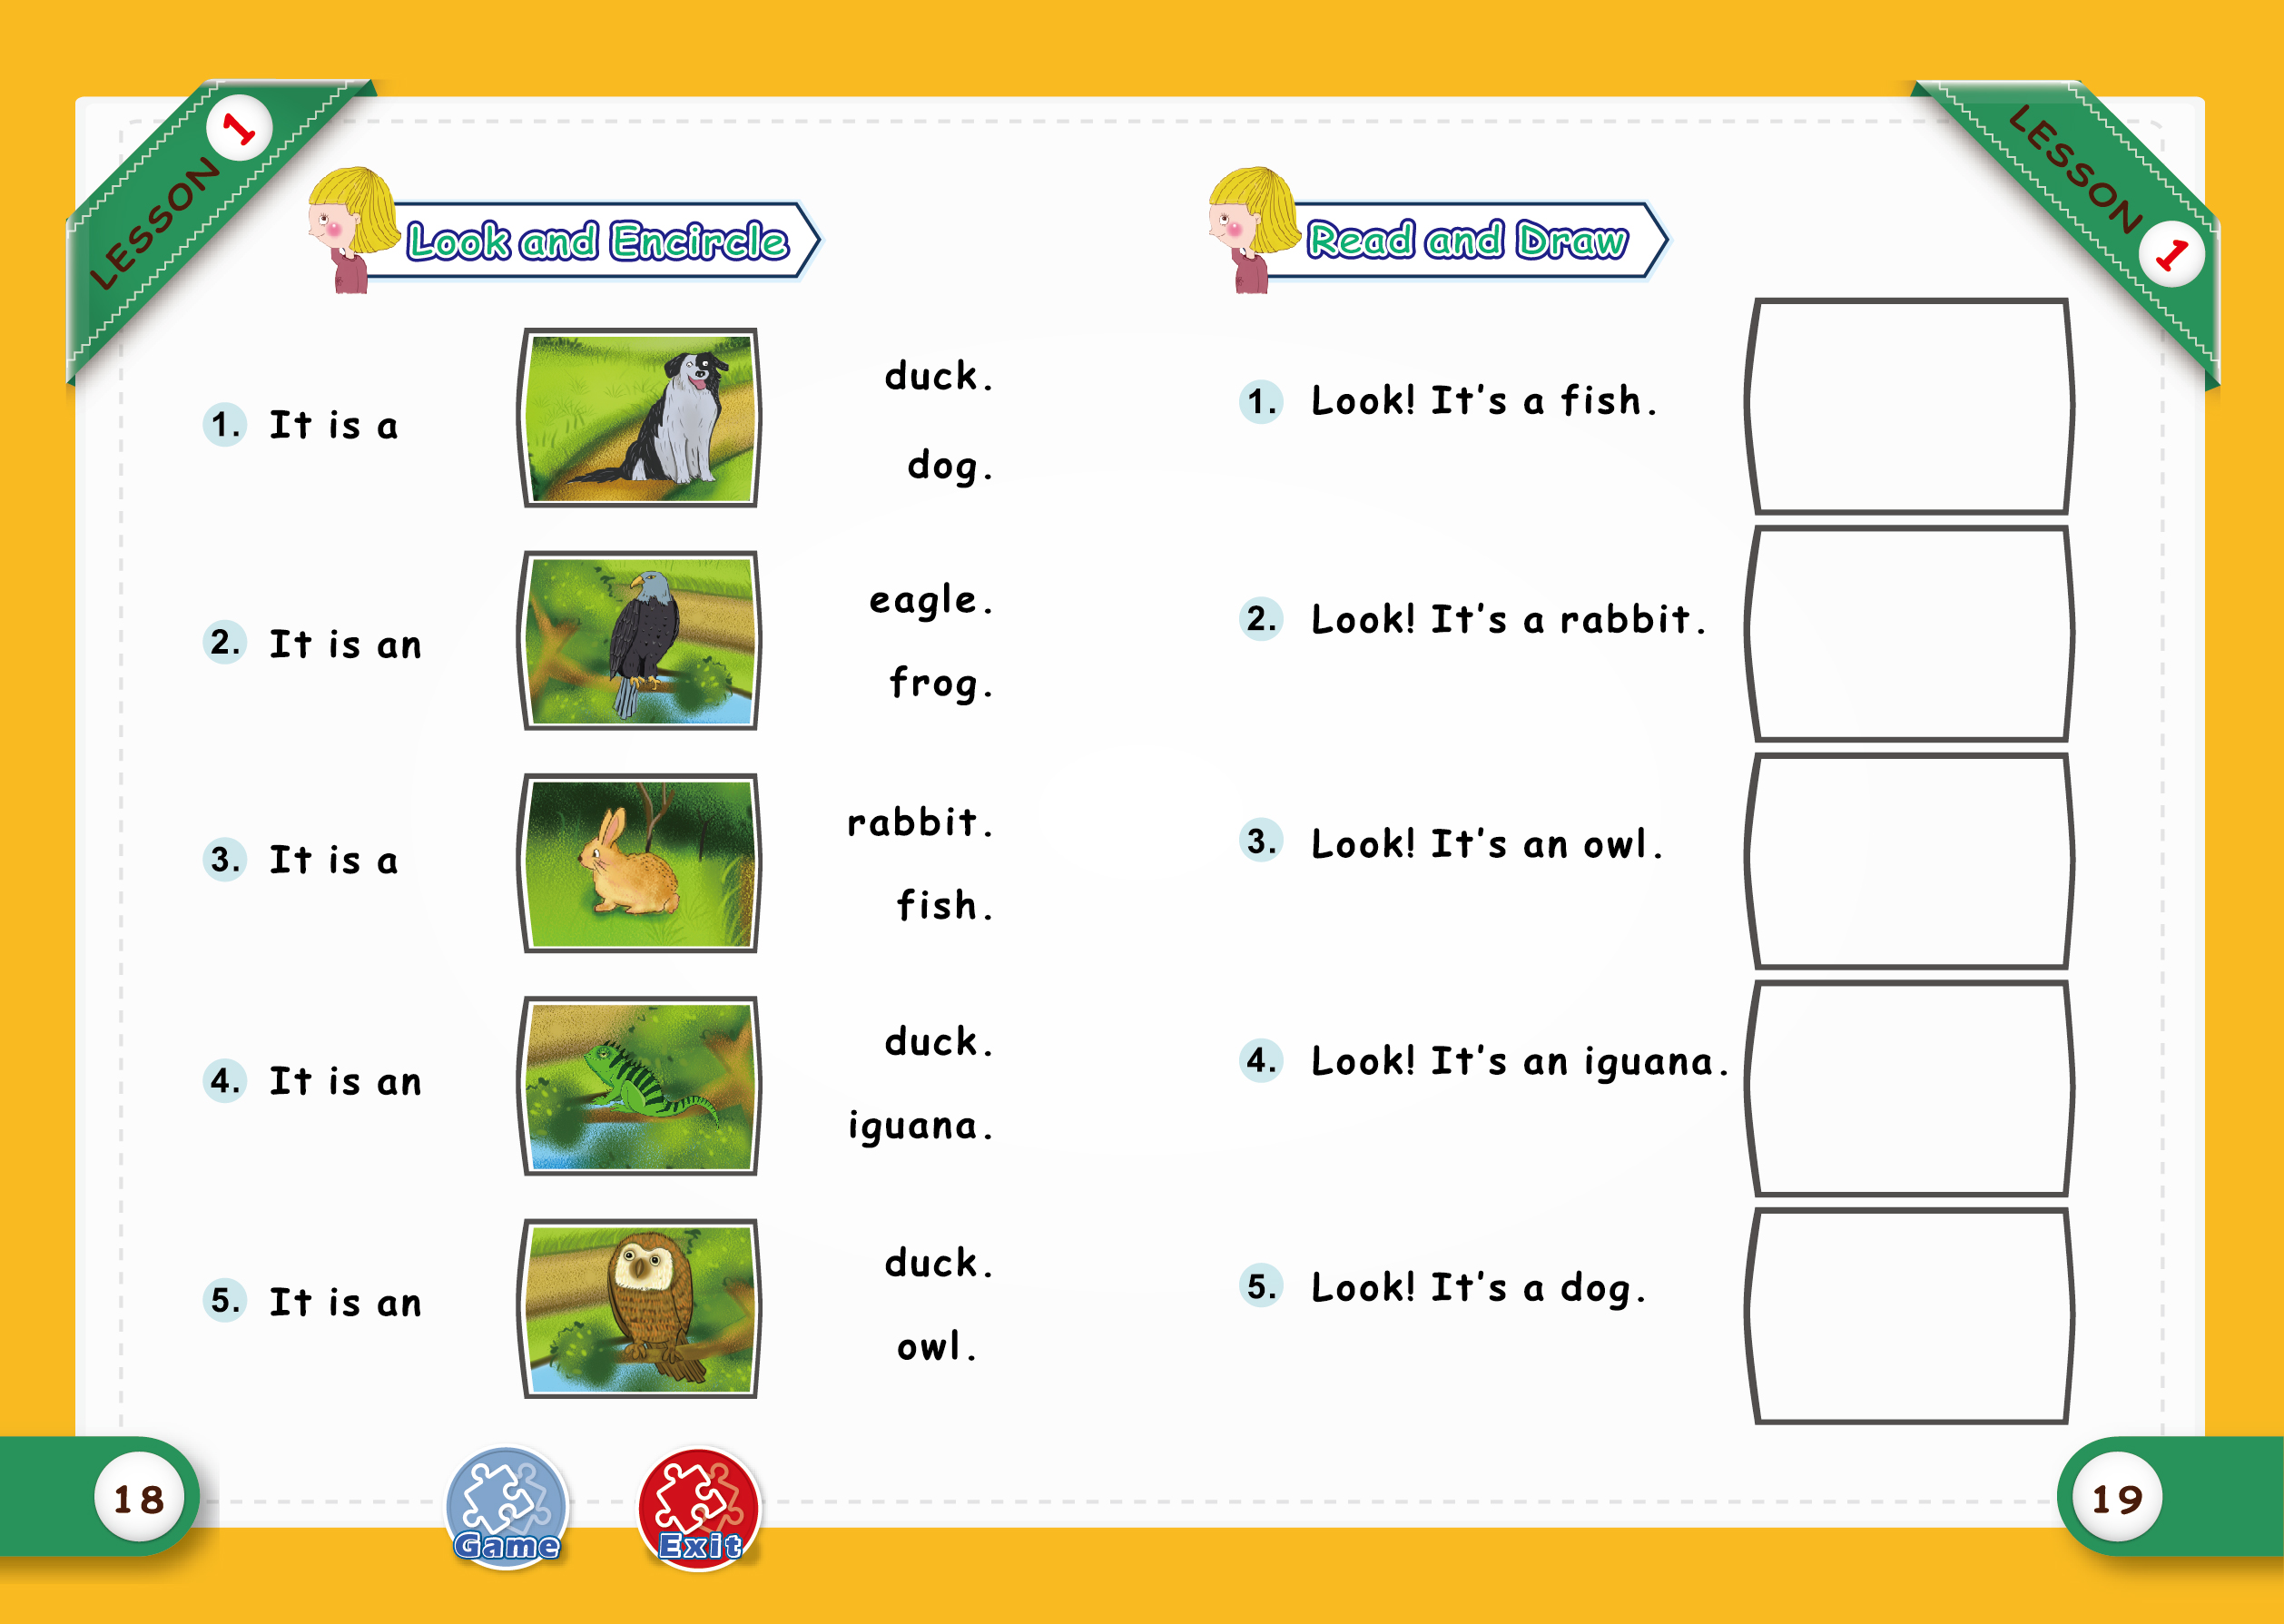 LESSON 1
Look and Encircle
1. It is a
duck.
dog.
2. It is an
eagle.
frog.
3. It is a
rabbit.
fish.
4. It is an
duck.
iguana.
5. It is an
duck.
owl.
18
Game
Exit
LESSON 1
Read and Draw
1. Look! It's a fish.
2. Look! It's a rabbit.
3. Look! It's an owl.
4. Look! It's an iguana.
5. Look! It's a dog.
19